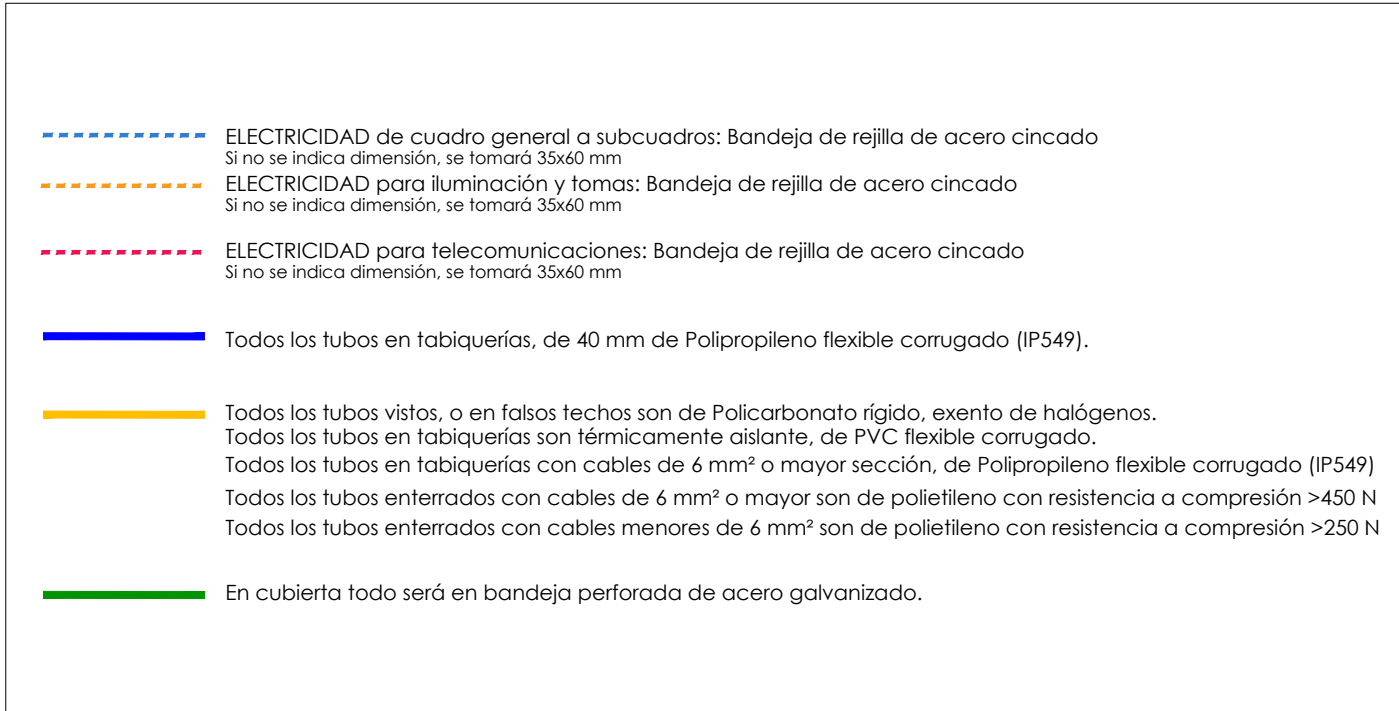 ELECTRICIDAD de cuadro general a subcuadros: Bandeja de rejilla de acero cincado
Si no se indica dimensión, se tomará 35x60 mm
ELECTRICIDAD para iluminación y tomas: Bandeja de rejilla de acero cincado
Si no se indica dimensión, se tomará 35x60 mm
ELECTRICIDAD para telecomunicaciones: Bandeja de rejilla de acero cincado
Si no se indica dimensión, se tomará 35x60 mm
Todos los tubos en tabiquerías, de 40 mm de Polipropileno flexible corrugado (IP549).
Todos los tubos vistos, o en falsos techos son de Policarbonato rígido, exento de halógenos.
Todos los tubos en tabiquerías son térmicamente aislante, de PVC flexible corrugado.
Todos los tubos en tabiquerías con cables de 6 mm² o mayor sección, de Polipropileno flexible corrugado (IP549)
Todos los tubos enterrados con cables de 6 mm² o mayor son de polietileno con resistencia a compresión >450 N
Todos los tubos enterrados con cables menores de 6 mm² son de polietileno con resistencia a compresión >250 N
En cubierta todo será en bandeja perforada de acero galvanizado.